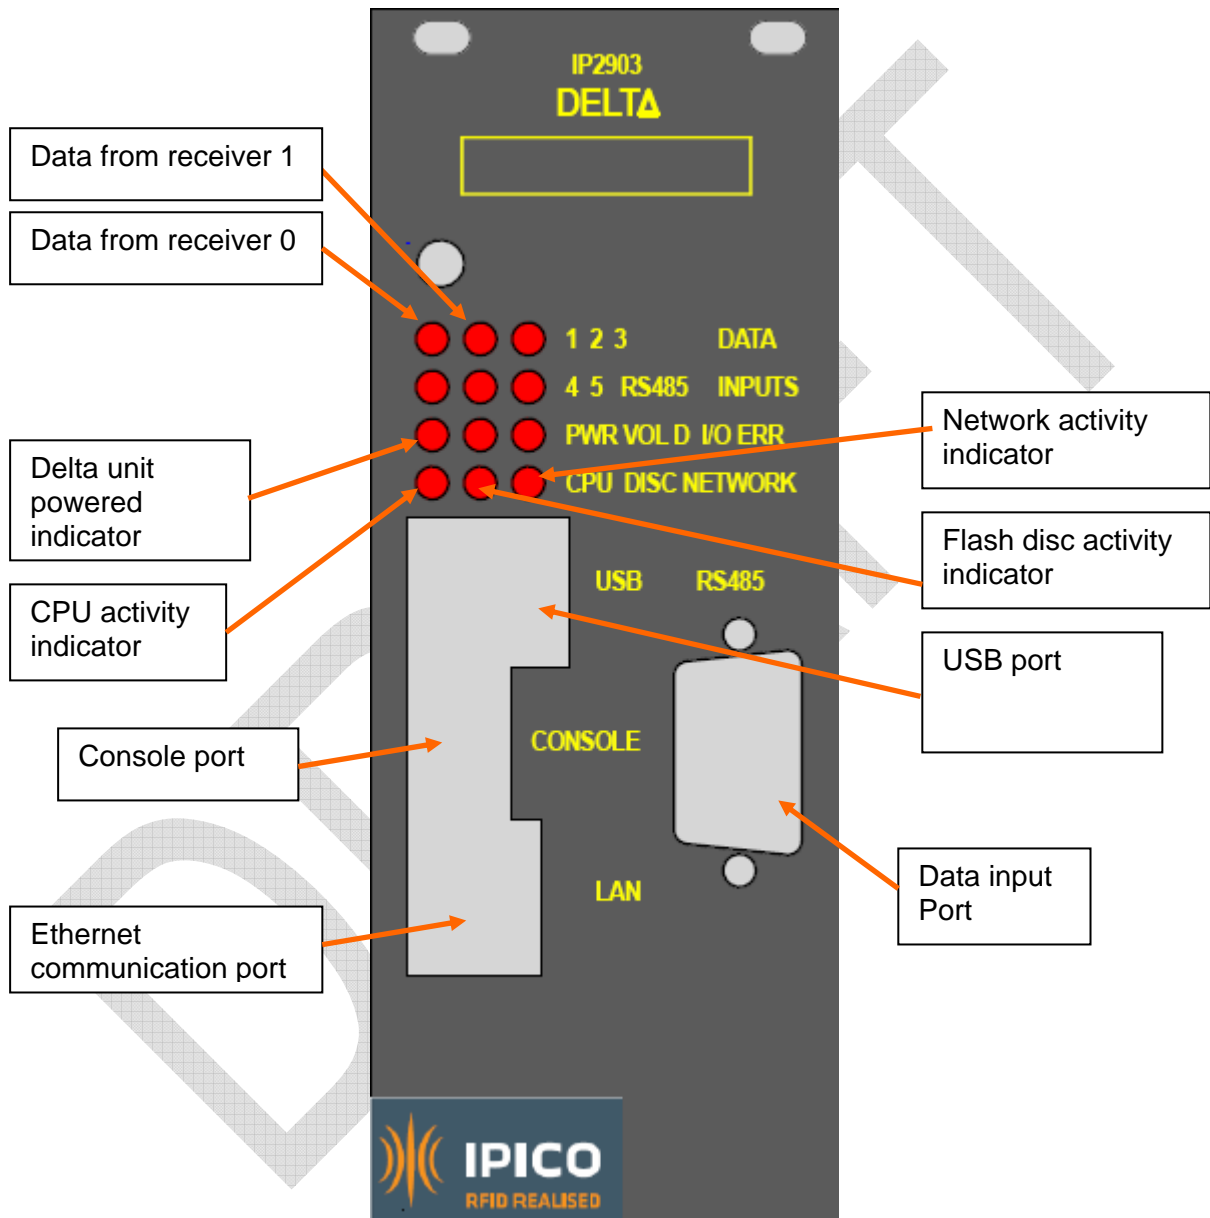 IP2903
DELTA
Data from receiver 1
Data from receiver 0
1 2 3 DATA
4 5 RS485 INPUTS
PWR VOL D I/O ERR
CPU DISC NETWORK
Network activity
indicator
Delta unit
powered
indicator
Flash disc activity
indicator
CPU activity
indicator
USB RS485
USB port
Console port
CONSOLE
Data input
Port
LAN
Ethernet
communication port
IPICO
RFID REALISED
DRAFT